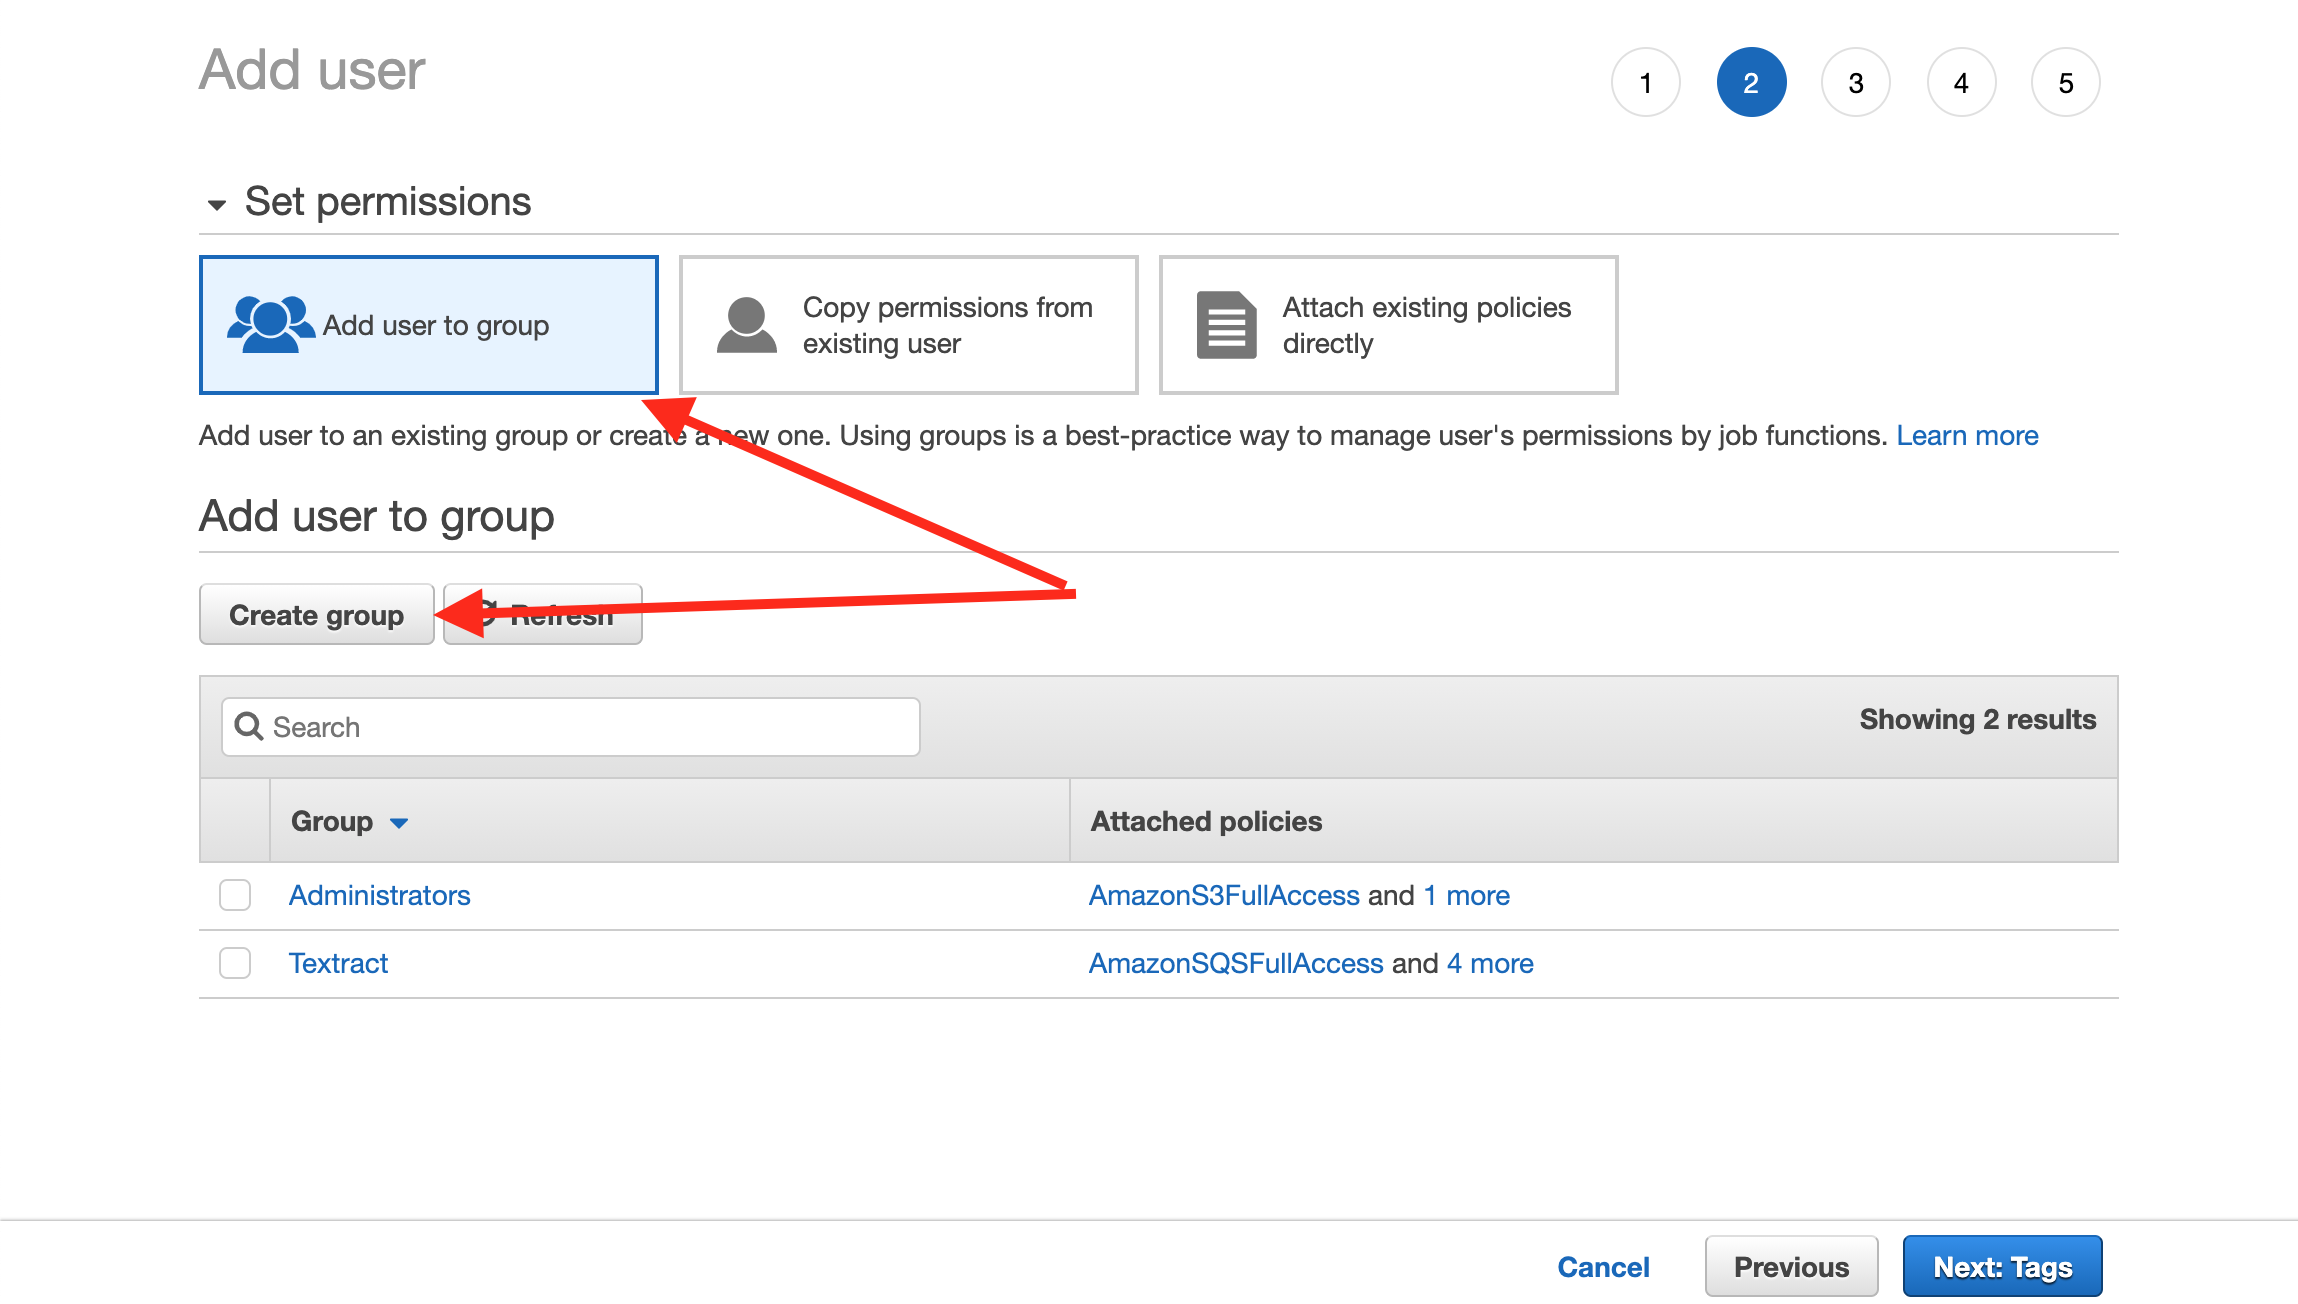 Add user
1 2 3 4 5
Set permissions
Add user to group
Copy permissions from
existing user
Attach existing policies
directly
Add user to an existing group or create a new one. Using groups is a best-practice way to manage user's permissions by job functions. Learn more
Add user to group
Create group Refresh
Search
Showing 2 results
Group Attached policies
Administrators AmazonS3FullAccess and 1 more
Textract AmazonSQSFullAccess and 4 more
Cancel Previous Next: Tags